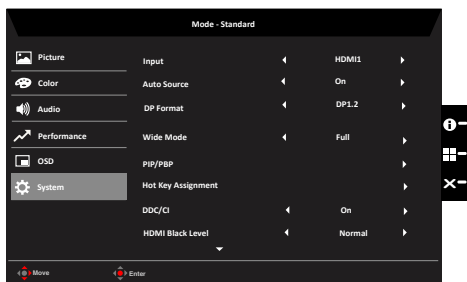 Mode - Standard
Picture
Color
Audio
Performance
OSD
System
Input HDMI1
Auto Source On
DP Format DP1.2
Wide Mode Full
PIP/PBP
Hot Key Assignment
DDC/CI On
HDMI Black Level Normal
Move Enter